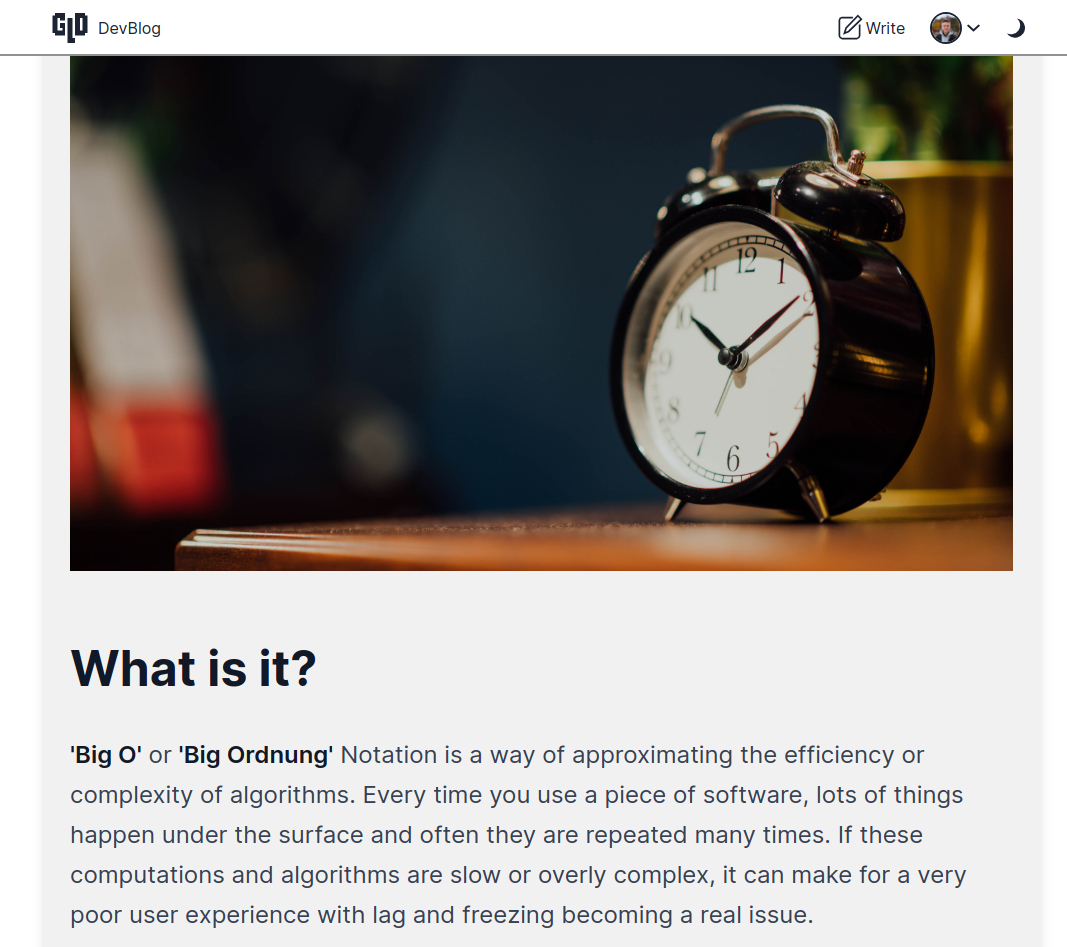 GIO DevBlog Write
12
11 1
10 2
9
8 4
7 5
6
What is it?
'Big O' or 'Big Ordnung' Notation is a way of approximating the efficiency or
complexity of algorithms. Every time you use a piece of software, lots of things
happen under the surface and often they are repeated many times. If these
computations and algorithms are slow or overly complex, it can make for a very
poor user experience with lag and freezing becoming a real issue.